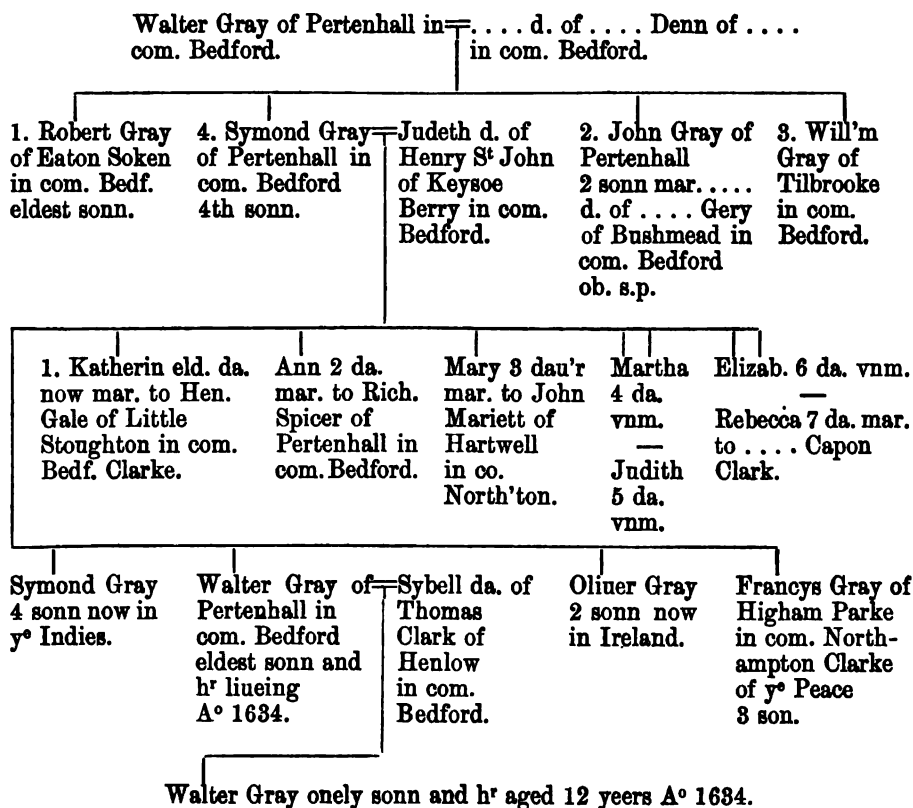 Walter Gray of Pertenhall in=. . . . d. of . . . . Denn of . . . .
com. Bedford. in com. Bedford.
1. Robert Gray
of Eaton Soken
in com. Bedf.
eldest sonn.
4. Symond Gray=
of Pertenhall in
com. Bedford
4th sonn.
Judeth d. of
Henry Sᵗ John
of Keysoe
Berry in com.
Bedford.
2. John Gray of
Pertenhall
2 sonn mar. . . . .
d. of . . . . Gery
of Bushmead in
com. Bedford
ob. s.p.
3. Will'm
Gray of
Tilbrooke
in com.
Bedford.
1. Katherin eld. da.
now mar. to Hen.
Gale of Little
Stoughton in com.
Bedf. Clarke.
Ann 2 da.
mar. to Rich.
Spicer of
Pertenhall in
com. Bedford.
Mary 3 dau'r
mar. to John
Mariett of
Hartwell
in co.
North'ton.
Martha
4 da.
vnm.
—
Judith
5 da.
vnm.
Elizab. 6 da. vnm.
—
Rebecca 7 da. mar.
to . . . . Capon
Clark.
Symond Gray
4 sonn now in
yᵉ Indies.
Walter Gray of=
Pertenhall in
com. Bedford
eldest sonn and
hʳ liueing
Aº 1634.
Sybell da. of
Thomas
Clark of
Henlow
in com.
Bedford.
Oliuer Gray
2 sonn now
in Ireland.
Francys Gray of
Higham Parke
in com. North-
ampton Clarke
of yᵉ Peace
3 son.
Walter Gray onely sonn and hʳ aged 12 yeers Aº 1634.